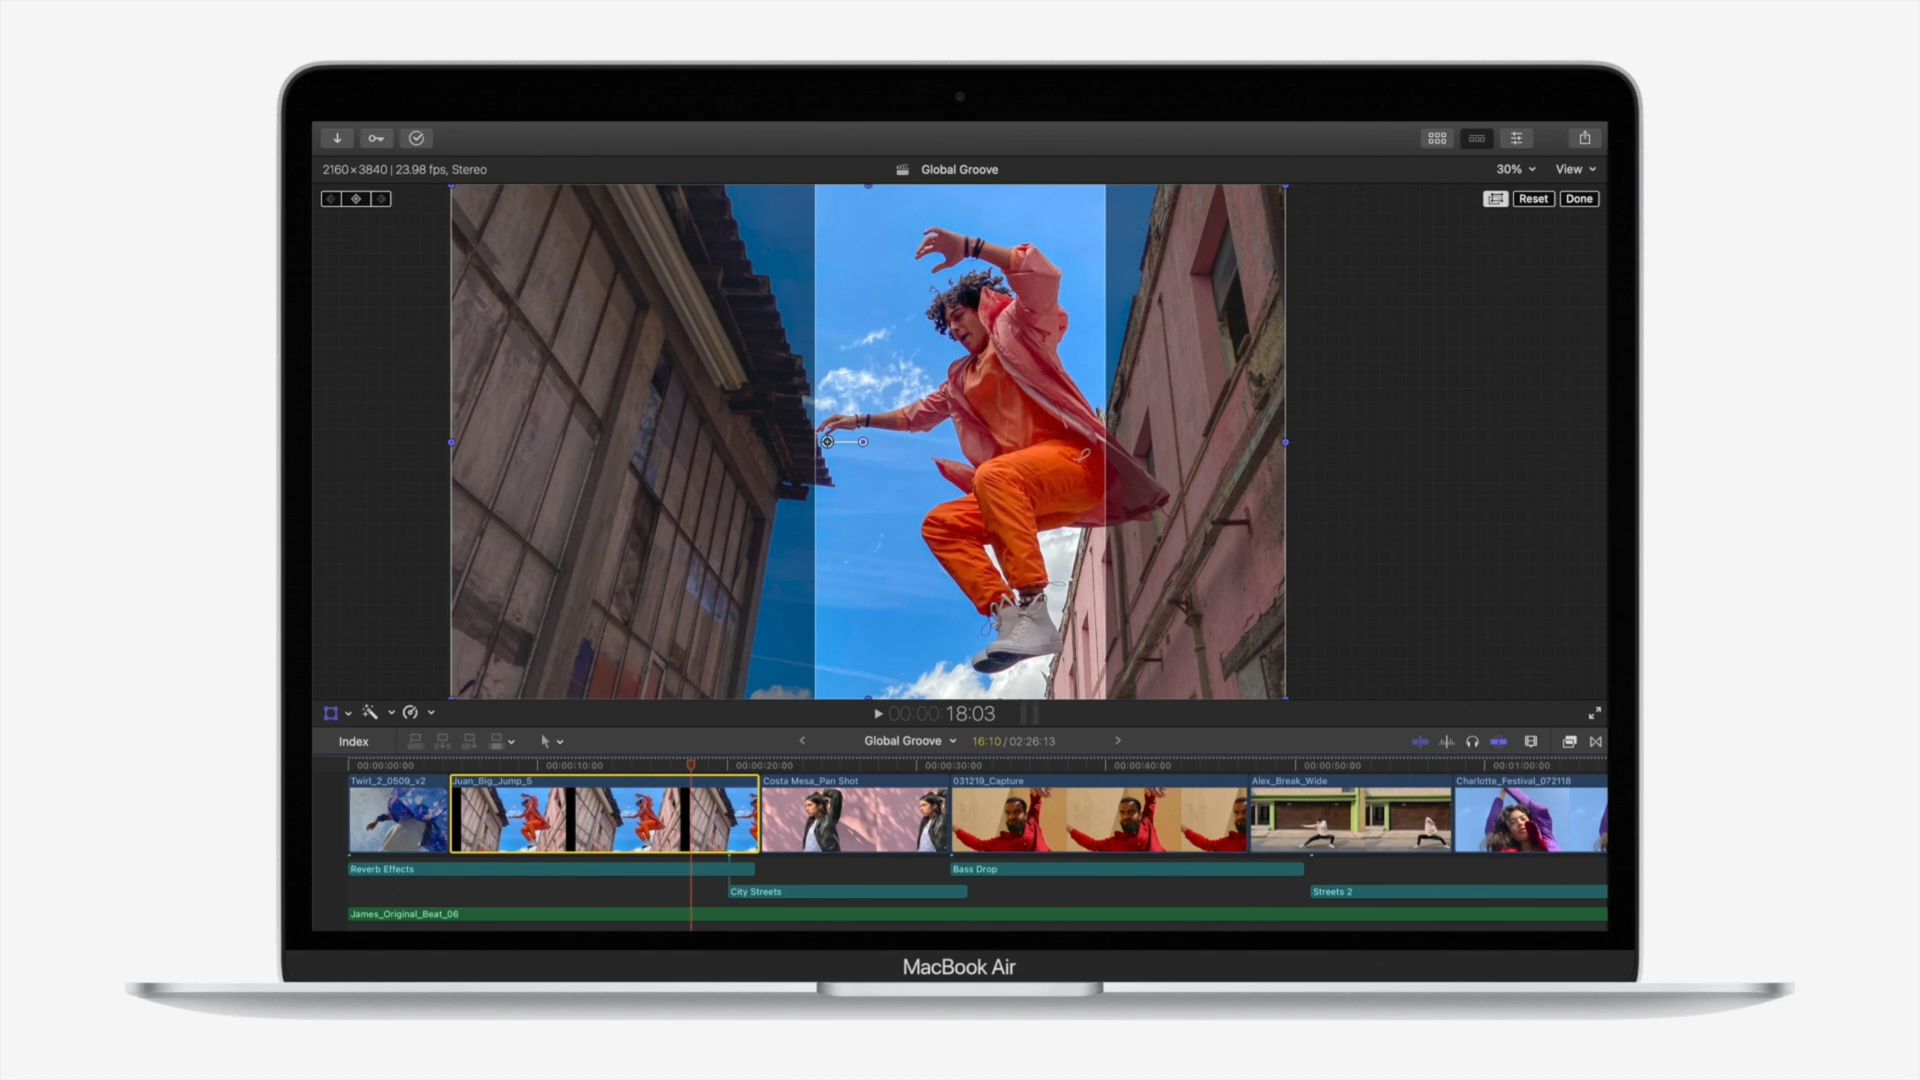 2160×3840 | 23.98 fps, Stereo
Global Groove
30%
View
Reset
Done
00:00:18:03
Index
Global Groove
16:10 / 02:26:13
00:00:00:00
00:00:10:00
00:00:20:00
00:00:30:00
00:00:40:00
00:00:50:00
00:01:00:00
Twirl_2_0509_v2
Juan_Big_Jump_5
Costa Mesa_Pan Shot
031219_Capture
Alex_Break_Wide
Charlotte_Festival_072118
Reverb Effects
Bass Drop
City Streets
Streets 2
James_Original_Beat_06
MacBook Air